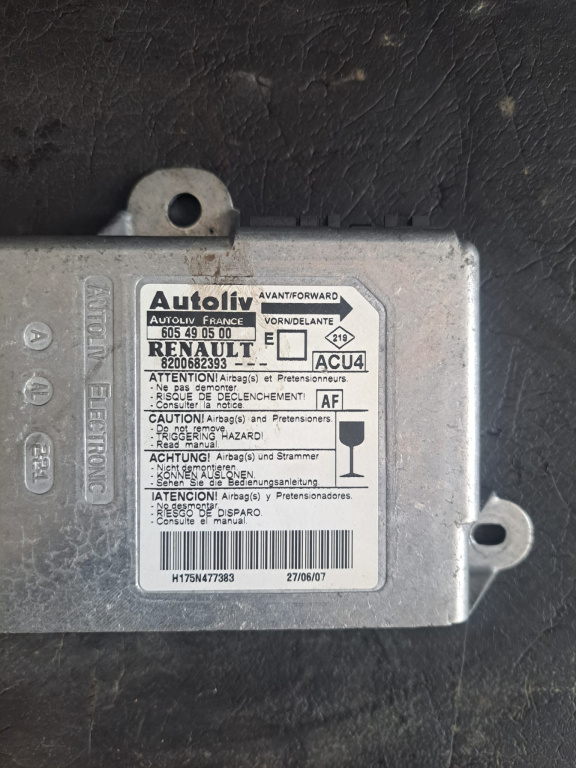 Autoliv
AVANT/FORWARD
AUTOLIV FRANCE
VORN/DELANTE
605 49 05 00
E
219
RENAULT
8200682393 ---
ACU4
ATTENTION! Airbag(s) et Pretensionneurs.
- Ne pas demonter.
- RISQUE DE DECLENCHEMENT!
- Consulter la notice.
AF
CAUTION! Airbag(s) and Pretensioners.
- Do not remove.
- TRIGGERING HAZARD!
- Read manual.
ACHTUNG! Airbag(s) und Strammer
- Nicht demontieren
- KONNEN AUSLONEN.
- Sehen Sie die Bedienungsanleitung.
¡ATENCION! Airbag(s) y Pretensionadores.
- No desmontar.
- RIESGO DE DISPARO.
- Consulte el manual.
H175N477383
27/06/07
AUTOLIV ELECTRONIC
A